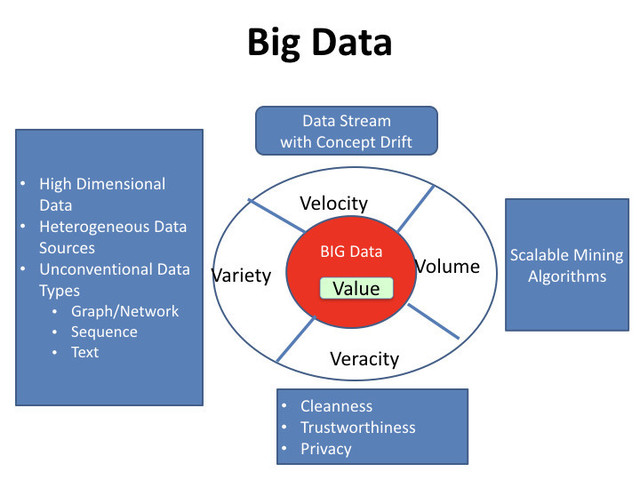 Big Data
Data Stream
with Concept Drift
• High Dimensional
Data
• Heterogeneous Data
Sources
• Unconventional Data
Types
• Graph/Network
• Sequence
• Text
Velocity
BIG Data
Value
Variety
Volume
Veracity
Scalable Mining
Algorithms
• Cleanness
• Trustworthiness
• Privacy